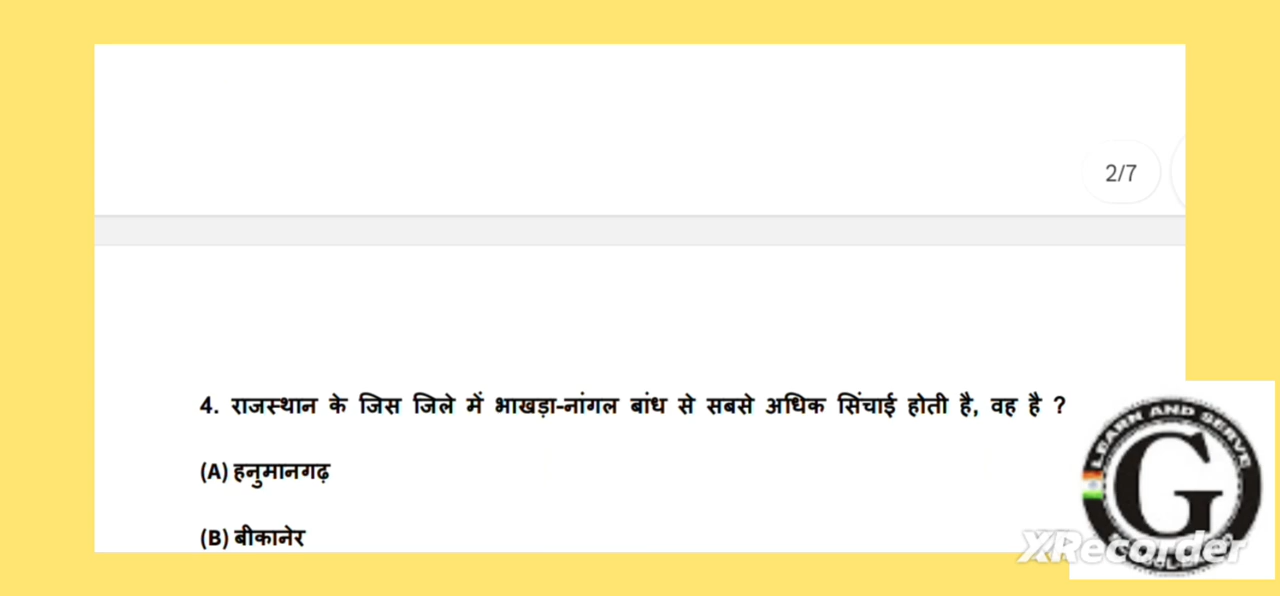 2/7
4. राजस्थान के जिस जिले में भाखड़ा-नांगल बांध से सबसे अधिक सिंचाई होती है, वह है ?
(A) हनुमानगढ़
(B) बीकानेर
LEARN AND SERVE
G
XRecorder